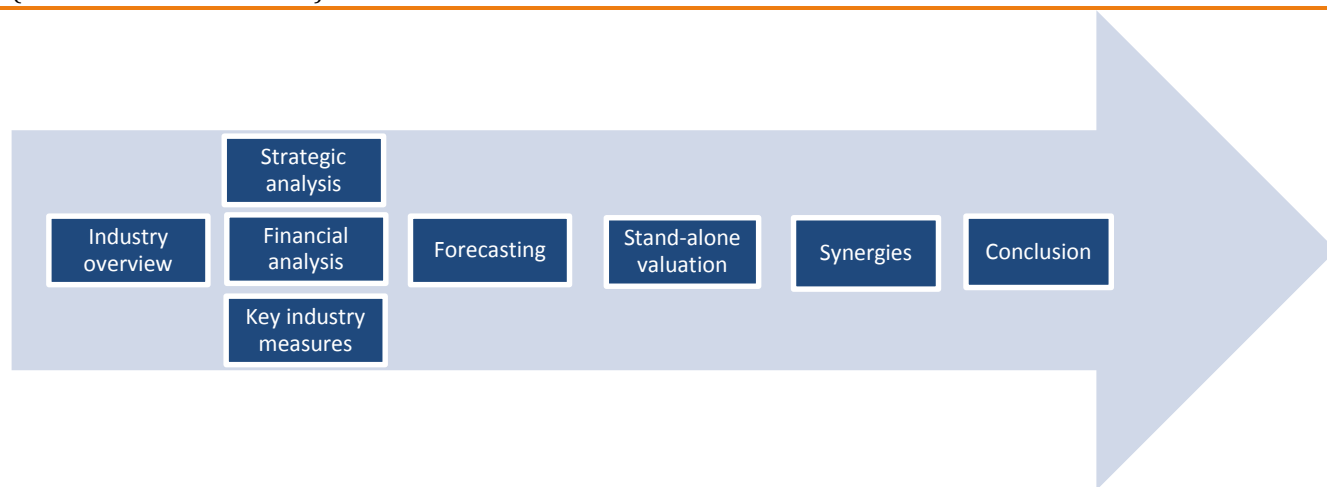 Industry
overview
Strategic
analysis
Financial
analysis
Key industry
measures
Forecasting
Stand-alone
valuation
Synergies
Conclusion